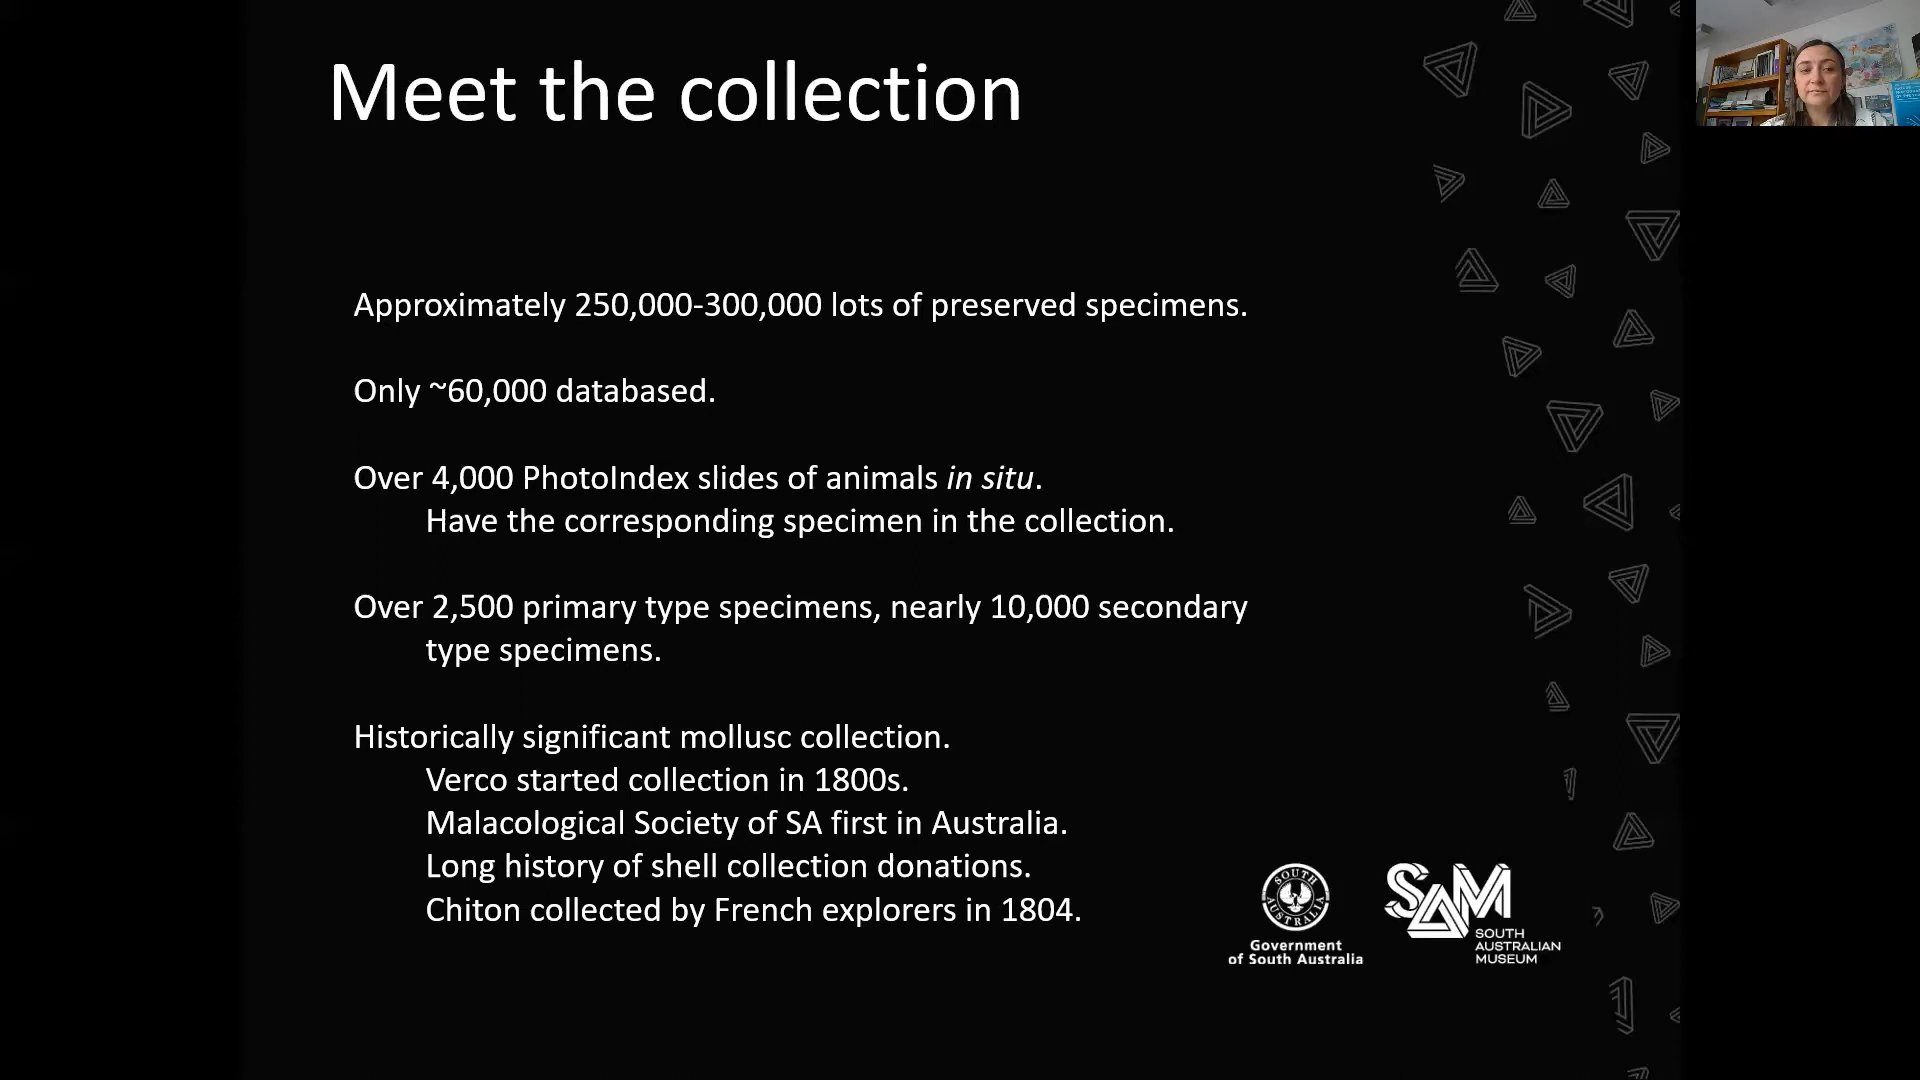 Meet the collection
Approximately 250,000-300,000 lots of preserved specimens.
Only ~60,000 databased.
Over 4,000 PhotoIndex slides of animals in situ.
Have the corresponding specimen in the collection.
Over 2,500 primary type specimens, nearly 10,000 secondary
type specimens.
Historically significant mollusc collection.
Verco started collection in 1800s.
Malacological Society of SA first in Australia.
Long history of shell collection donations.
Chiton collected by French explorers in 1804.
SOUTH AUSTRALIA
Government
of South Australia
SAM
SOUTH
AUSTRALIAN
MUSEUM